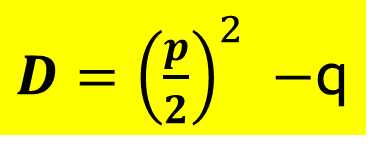 D = (p/2)² −q